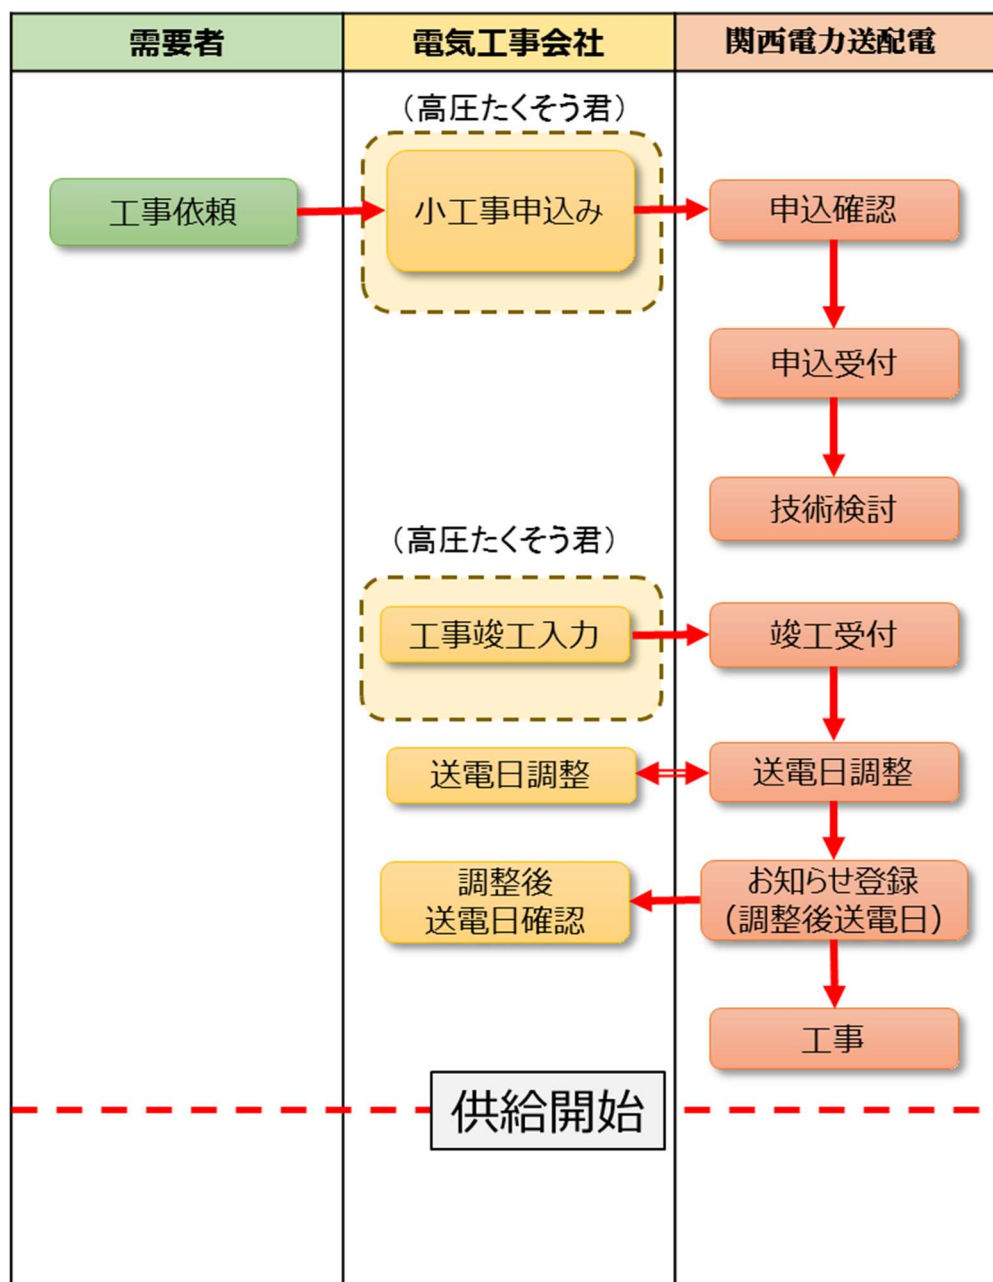 需要者
電気工事会社
関西電力送配電
（高圧たくそう君）
工事依頼
小工事申込み
申込確認
申込受付
技術検討
（高圧たくそう君）
工事竣工入力
竣工受付
送電日調整
送電日調整
調整後
送電日確認
お知らせ登録
（調整後送電日）
工事
供給開始